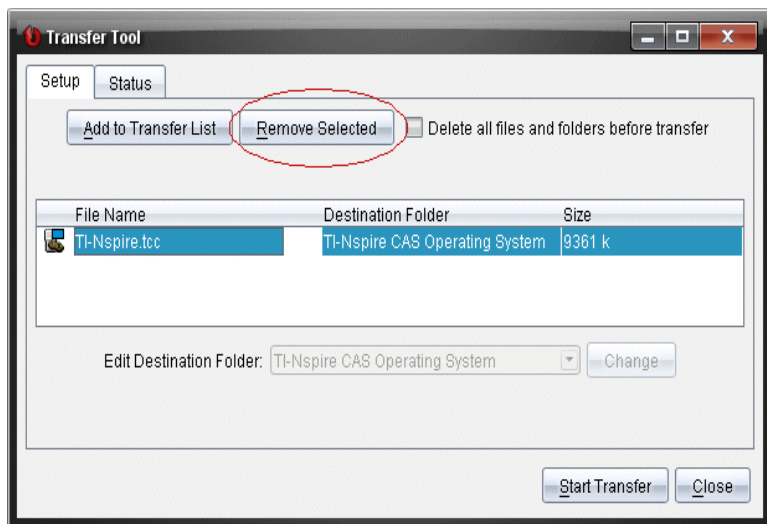 Transfer Tool
Setup Status
Add to Transfer List Remove Selected Delete all files and folders before transfer
File Name Destination Folder Size
TI-Nspire.tcc TI-Nspire CAS Operating System 9361 k
Edit Destination Folder: TI-Nspire CAS Operating System Change
Start Transfer Close